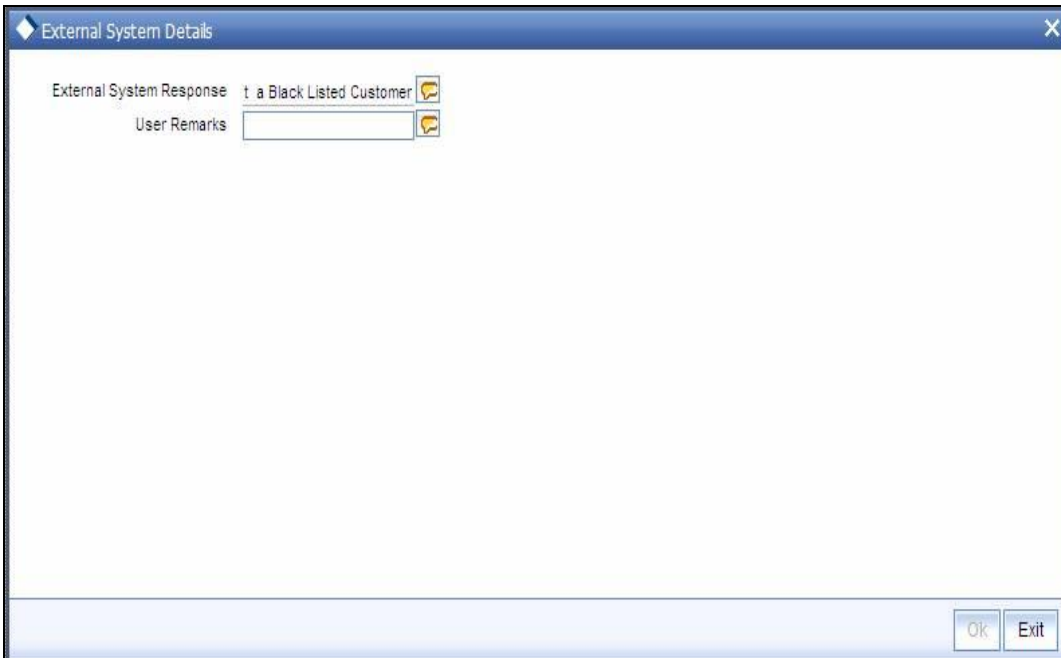 External System Details
External System Response t a Black Listed Customer
User Remarks
Ok Exit